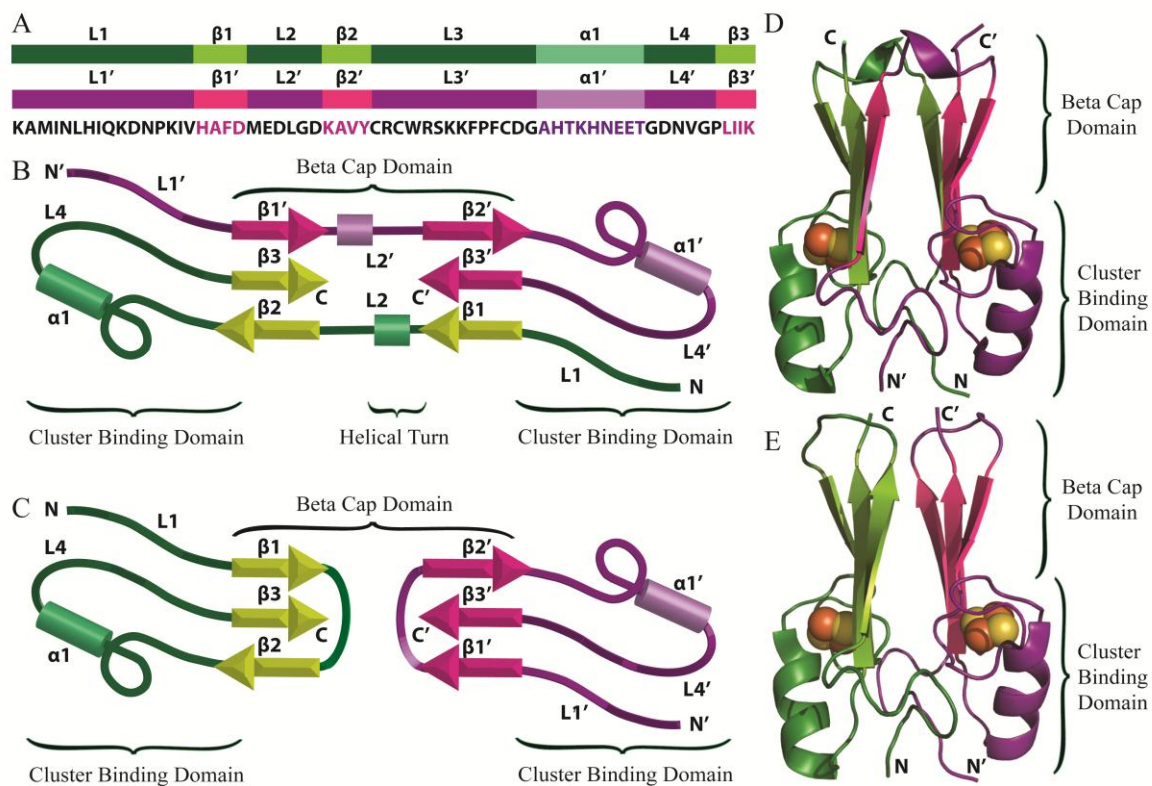 A
L1 β1 L2 β2 L3 α1 L4 β3
L1′ β1′ L2′ β2′ L3′ α1′ L4′ β3′
KAMINLHIQKDNPKIVHAFDMEDLGDKAVYCRCWRSKKFPFCDGAHTKHNEETGDNVGPLIIK
B
Beta Cap Domain
N′
L1′
L4
β1′
β2′
β3
L2′
β3′
α1′
C
L2
C′
α1
β2
β1
L4′
L1
N
Cluster Binding Domain
Helical Turn
Cluster Binding Domain
C
Beta Cap Domain
N
L1
L4
β1
β2′
β3
β3′
α1′
C
C′
α1
β2
β1′
L4′
L1′
N′
Cluster Binding Domain
Cluster Binding Domain
D
C
C′
Beta Cap
Domain
Cluster
Binding
Domain
N′
N
E
C
C′
Beta Cap
Domain
Cluster
Binding
Domain
N
N′